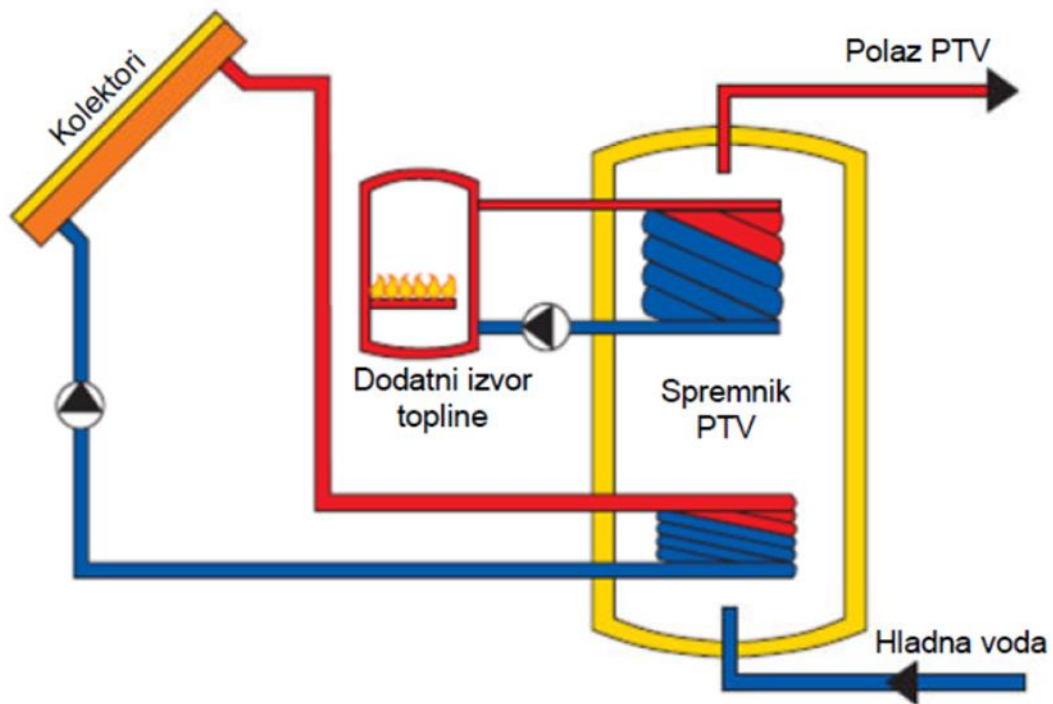 Kolektori
Polaz PTV
Dodatni izvor
topline
Spremnik
PTV
Hladna voda